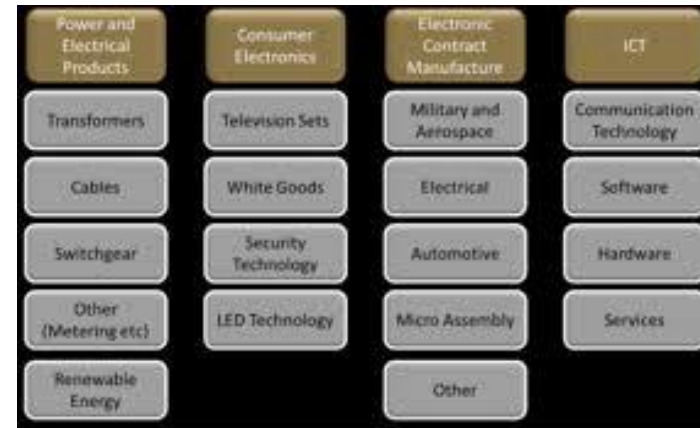 Power and
Electrical
Products
Consumer
Electronics
Electronic
Contract
Manufacture
ICT
Transformers
Television Sets
Military and
Aerospace
Communication
Technology
Cables
White Goods
Electrical
Software
Switchgear
Security
Technology
Automotive
Hardware
Other
(Metering etc)
LED Technology
Micro Assembly
Services
Renewable
Energy
Other